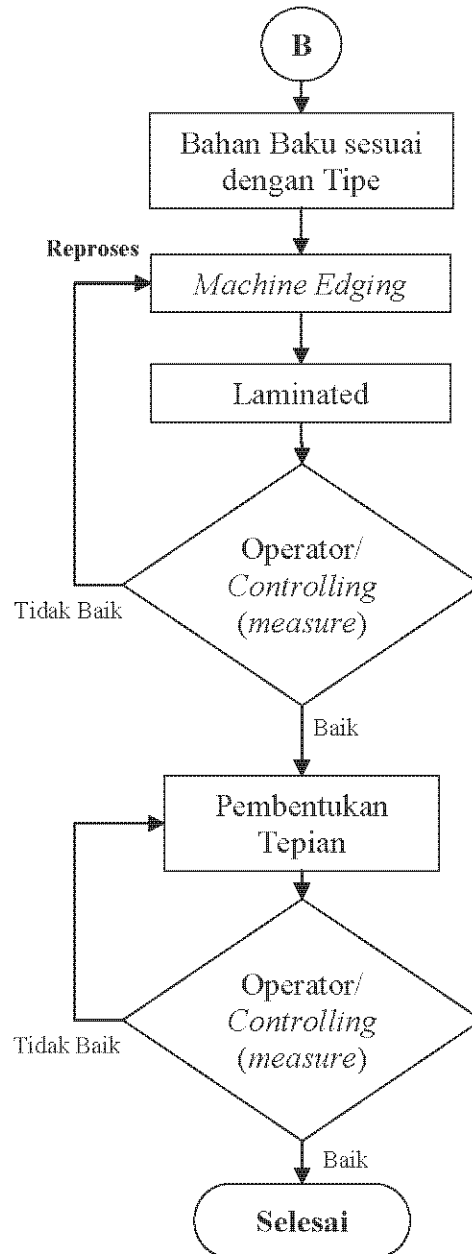 B
Bahan Baku sesuai
dengan Tipe
Reproses
Machine Edging
Laminated
Operator/
Controlling
(measure)
Tidak Baik
Baik
Pembentukan
Tepian
Operator/
Controlling
(measure)
Tidak Baik
Baik
Selesai